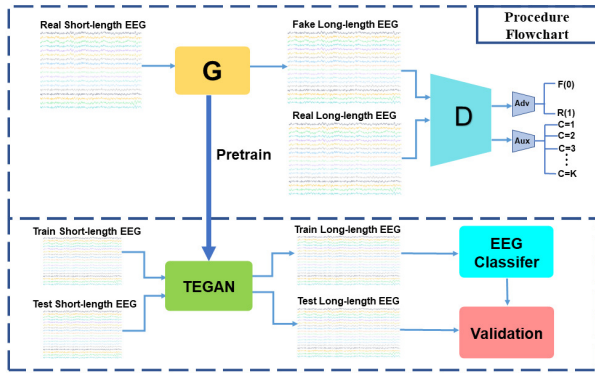 Procedure
Flowchart
Real Short-length EEG
G
Fake Long-length EEG
Real Long-length EEG
D
Adv
Aux
F(0)
R(1)
C=1
C=2
C=3
⋮
C=K
Pretrain
Train Short-length EEG
Test Short-length EEG
TEGAN
Train Long-length EEG
Test Long-length EEG
EEG
Classifer
Validation